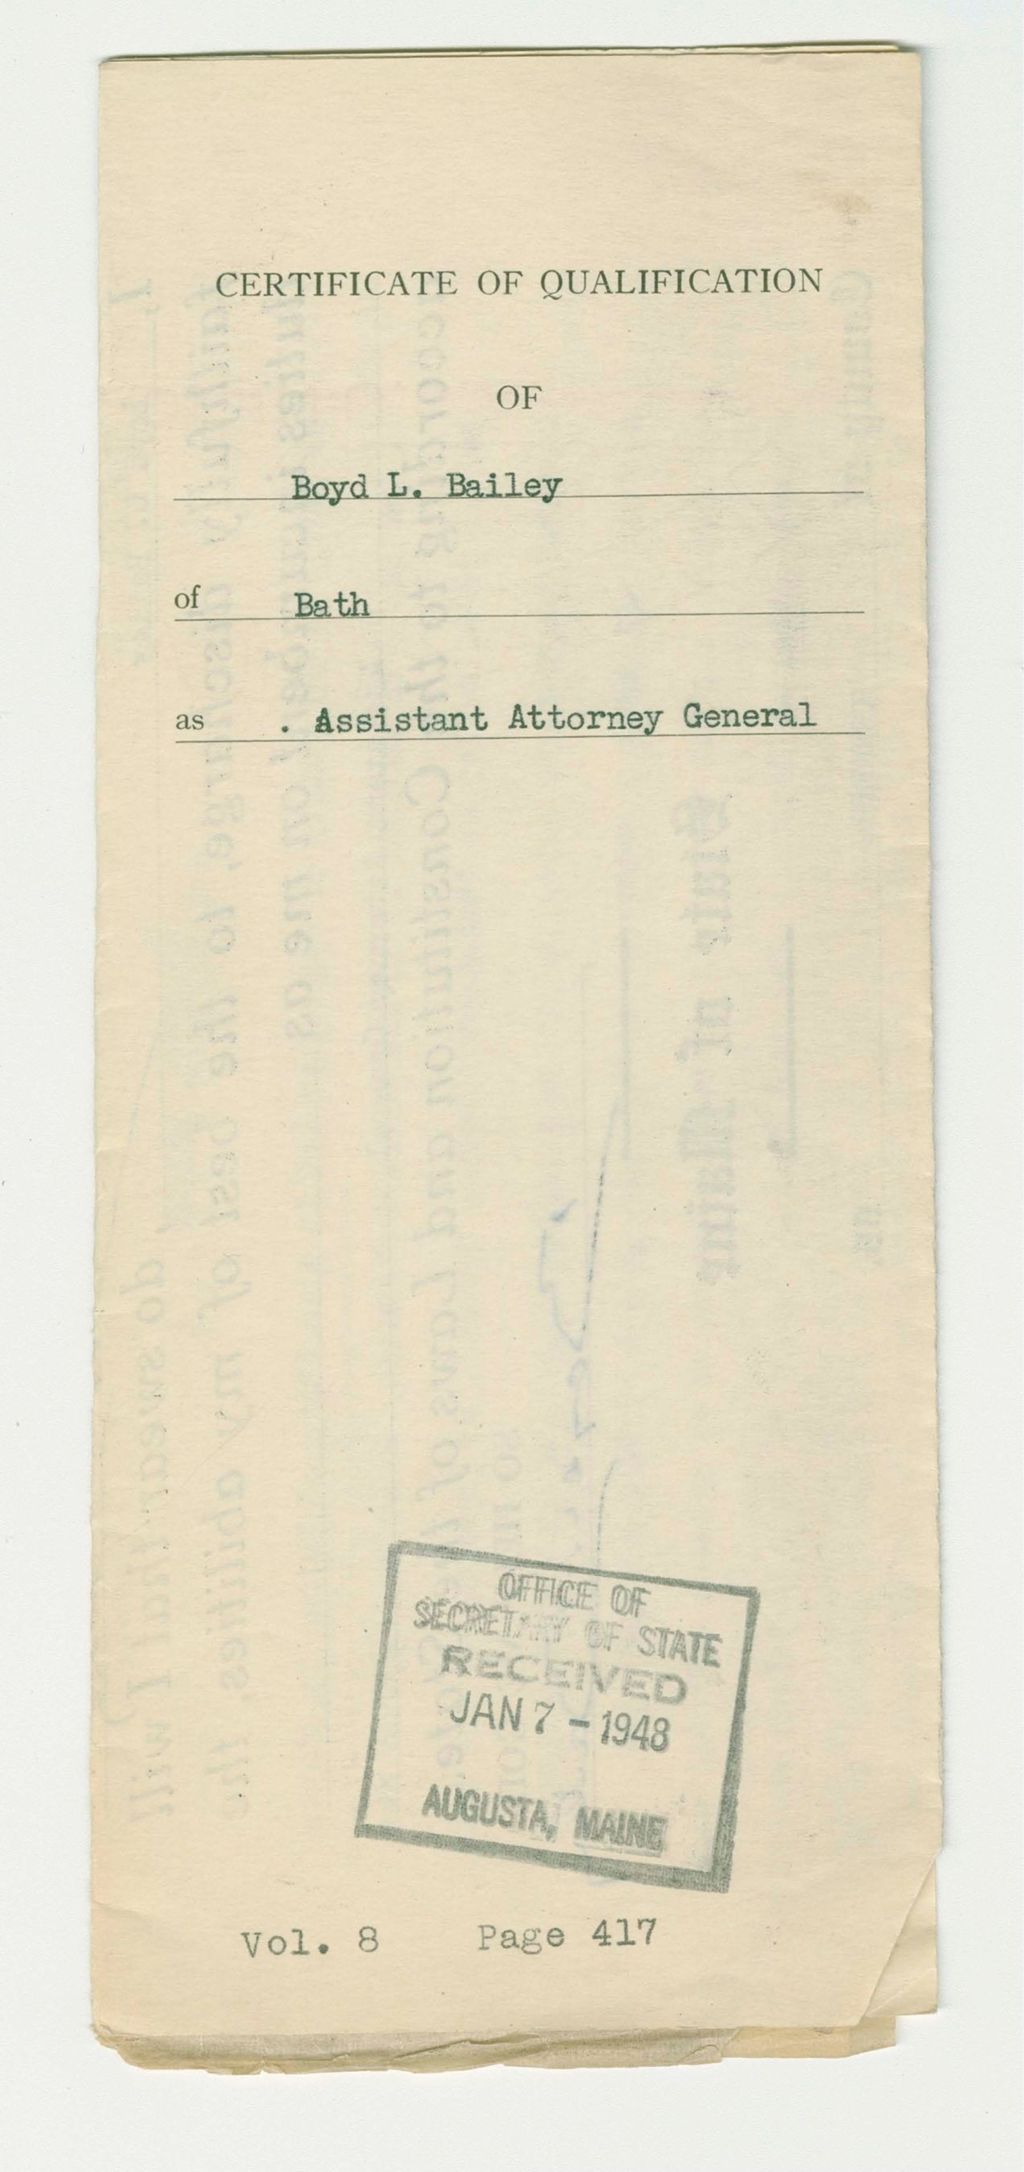 CERTIFICATE OF QUALIFICATION
OF
Boyd L. Bailey
of Bath
as . Assistant Attorney General
OFFICE OF
SECRETARY OF STATE
RECEIVED
JAN 7 - 1948
AUGUSTA, MAINE
Vol. 8 Page 417